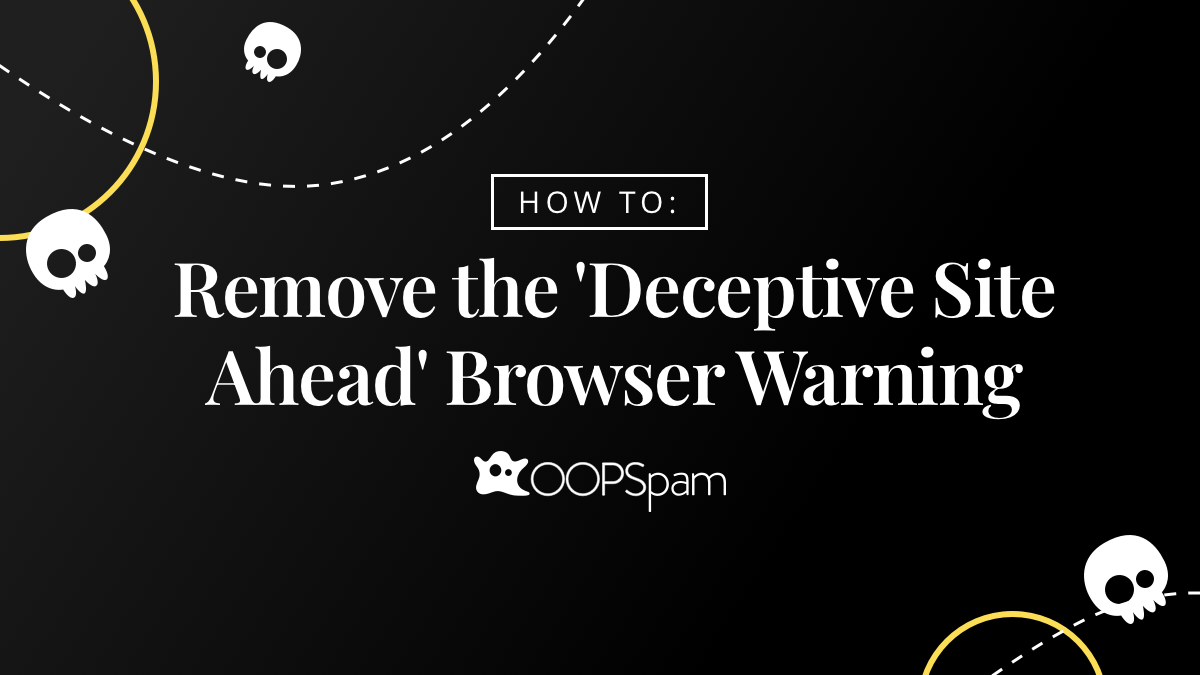 HOW TO:
Remove the 'Deceptive Site
Ahead' Browser Warning
OOPSpam